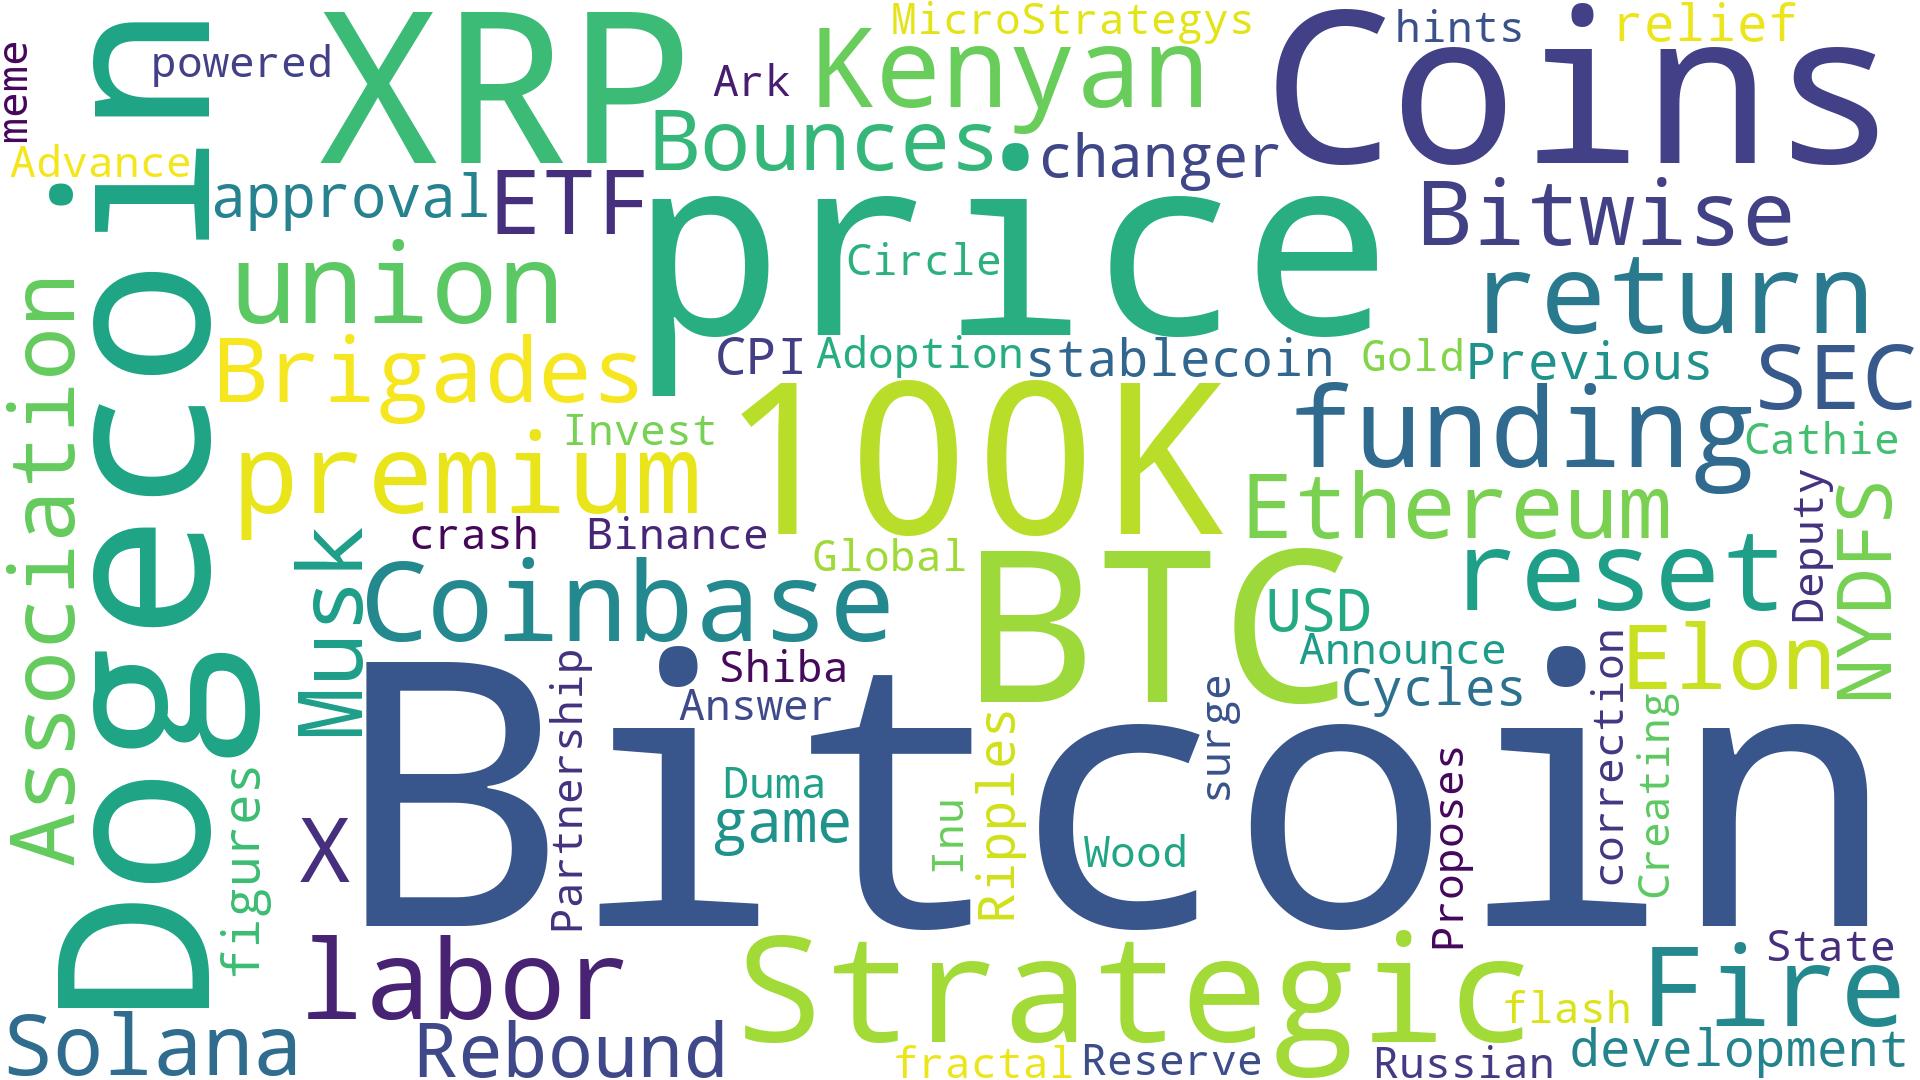 MicroStrategys
hints
relief
XRP
Coins
Kenyan
powered
meme
Ark
Dogecoin
Bounces
changer
Advance
approval
ETF
price
Bitwise
union
Circle
return
Association
Brigades
CPI
Adoption
stablecoin
Gold
Previous
SEC
premium
Invest
100K
funding
Cathie
Ethereum
Deputy
NYDFS
crash
Binance
Global
reset
Musk
Coinbase
BTC
USD
Announce
Elon
Shiba
Answer
Cycles
Bitcoin
Partnership
surge
correction
Creating
figures
X
Duma
game
Inu
Ripples
Wood
Proposes
labor
Strategic
State
Fire
flash
Solana
Rebound
fractal
Reserve
Russian
development